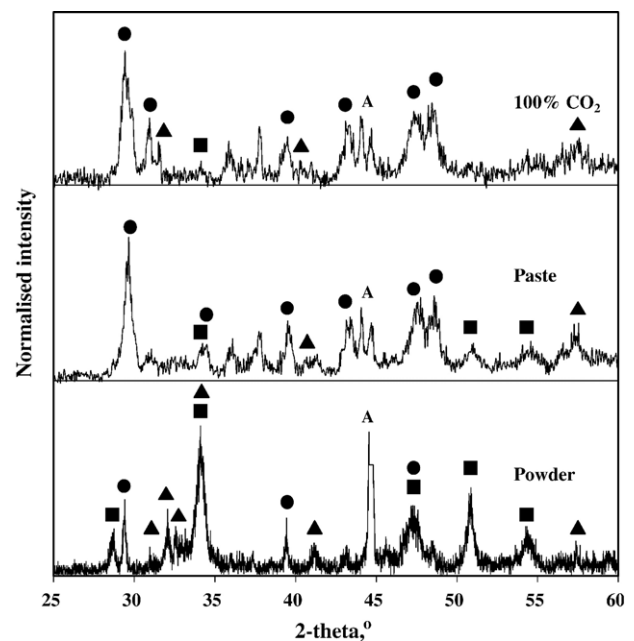 A
100% CO₂
A
Paste
A
Powder
Normalised intensity
25 30 35 40 45 50 55 60
2-theta,°